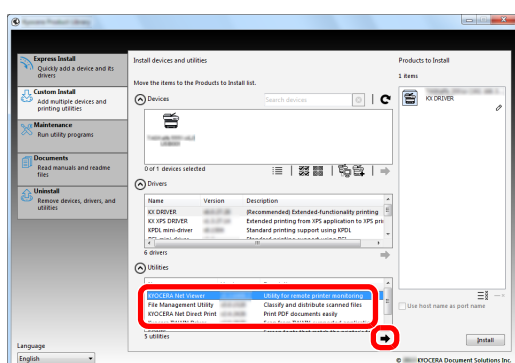 Express Install
Quickly add a device and its
drivers
Custom Install
Add multiple devices and
printing utilities
Maintenance
Run utility programs
Documents
Read manuals and readme
files
Uninstall
Remove devices, drivers, and
utilities
Language
English
Install devices and utilities
Move the items to the Products to Install list.
Devices
Search devices
0 of 1 devices selected
Drivers
Name Version Description
KX DRIVER (Recommended) Extended-functionality printing
KX XPS DRIVER Extended printing from XPS application to XPS
KPDL mini-driver Standard printing support using KPDL
6 drivers
Utilities
KYOCERA Net Viewer Utility for remote printer monitoring
File Management Utility Classify and distribute scanned files
KYOCERA Net Direct Print Print PDF documents easily
5 utilities
Products to Install
1 items
KX DRIVER
Use host name as port name
Install
© KYOCERA Document Solutions Inc.